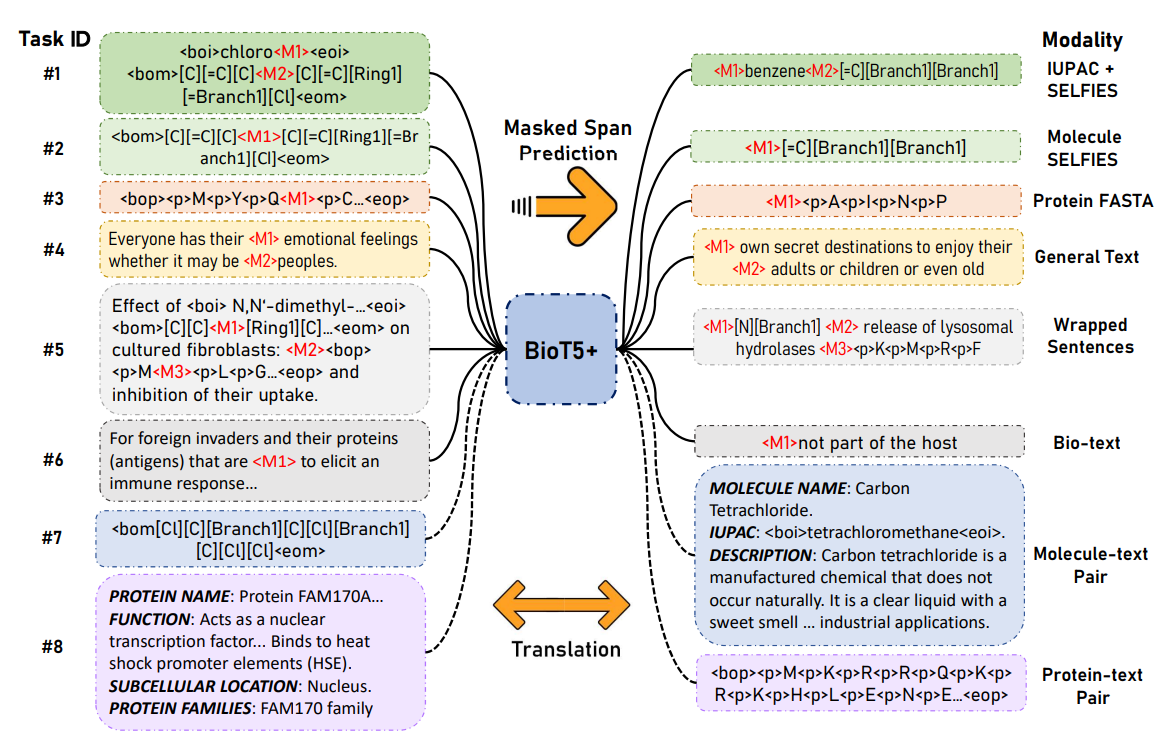 Task ID
#1
<boi>chloro<M1><eoi>
<bom>[C][=C][C]<M2>[C][=C][Ring1]
[=Branch1][Cl]<eom>
#2
<bom>[C][=C][C]<M1>[C][=C][Ring1][=Br
anch1][Cl]<eom>
#3
<bop><p>M<p>Y<p>Q<M1><p>C...<eop>
#4
Everyone has their <M1> emotional feelings
whether it may be <M2>peoples.
#5
Effect of <boi> N,N'-dimethyl-...<eoi>
<bom>[C][C]<M1>[Ring1][C]...<eom> on
cultured fibroblasts: <M2><bop>
<p>M<M3><p>L<p>G...<eop> and
inhibition of their uptake.
#6
For foreign invaders and their proteins
(antigens) that are <M1> to elicit an
immune response...
#7
<bom[Cl][C][Branch1][C][Cl][Branch1]
[C][Cl][Cl]<eom>
#8
PROTEIN NAME: Protein FAM170A...
FUNCTION: Acts as a nuclear
transcription factor... Binds to heat
shock promoter elements (HSE).
SUBCELLULAR LOCATION: Nucleus.
PROTEIN FAMILIES: FAM170 family
Masked Span
Prediction
BioT5+
Translation
Modality
<M1>benzene<M2>[=C][Branch1][Branch1]
IUPAC +
SELFIES
<M1>[=C][Branch1][Branch1]
Molecule
SELFIES
<M1><p>A<p>I<p>N<p>P
Protein FASTA
<M1> own secret destinations to enjoy their
<M2> adults or children or even old
General Text
<M1>[N][Branch1] <M2> release of lysosomal
hydrolases <M3><p>K<p>M<p>R<p>F
Wrapped
Sentences
<M1>not part of the host
Bio-text
MOLECULE NAME: Carbon
Tetrachloride.
IUPAC: <boi>tetrachloromethane<eoi>.
DESCRIPTION: Carbon tetrachloride is a
manufactured chemical that does not
occur naturally. It is a clear liquid with a
sweet smell ... industrial applications.
Molecule-text
Pair
<bop><p>M<p>K<p>R<p>R<p>Q<p>K<p>
R<p>K<p>H<p>L<p>E<p>N<p>E...<eop>
Protein-text
Pair